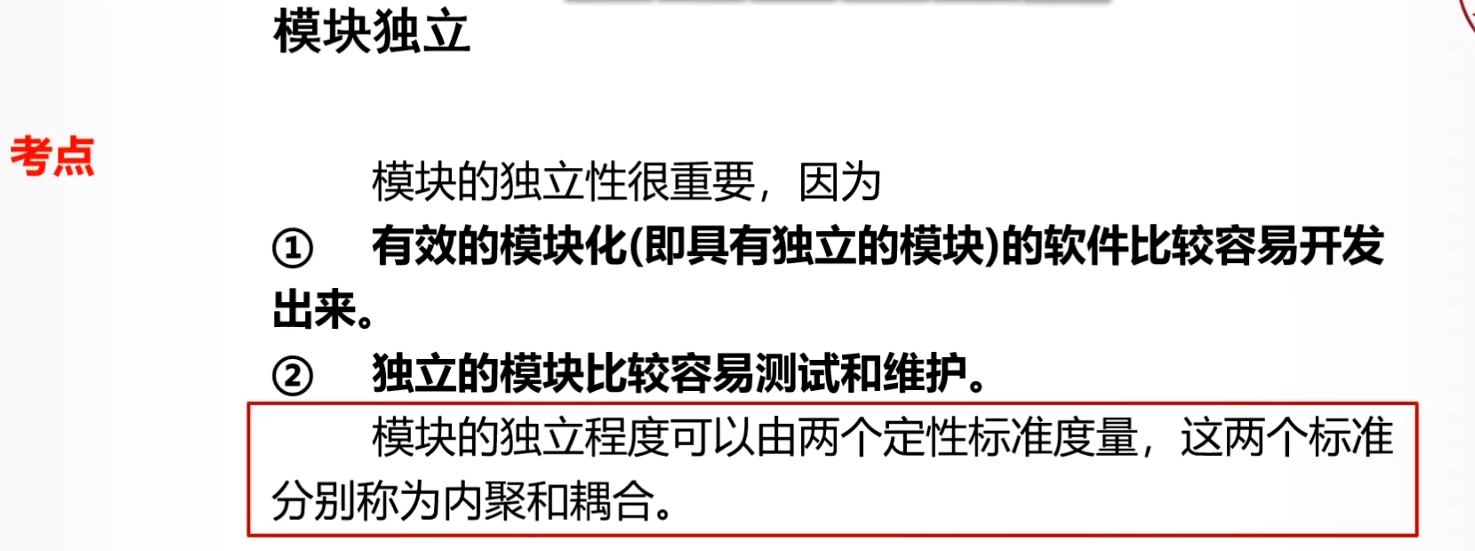 模块独立
考点
模块的独立性很重要，因为
① 有效的模块化(即具有独立的模块)的软件比较容易开发
出来。
② 独立的模块比较容易测试和维护。
模块的独立程度可以由两个定性标准度量，这两个标准
分别称为内聚和耦合。